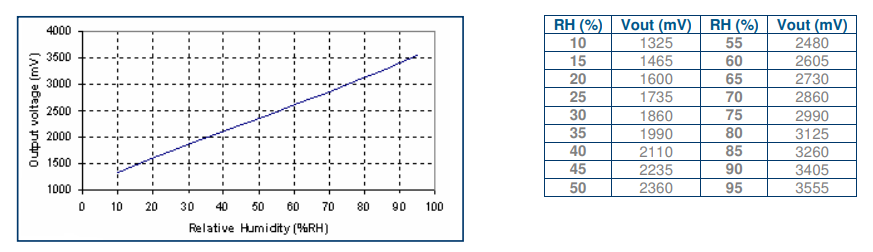 4000
3500
3000
2500
2000
1500
1000
Output voltage (mV)
0 10 20 30 40 50 60 70 80 90 100
Relative Humidity (%RH)
RH (%) Vout (mV) RH (%) Vout (mV)
10 1325 55 2480
15 1465 60 2605
20 1600 65 2730
25 1735 70 2860
30 1860 75 2990
35 1990 80 3125
40 2110 85 3260
45 2235 90 3405
50 2360 95 3555